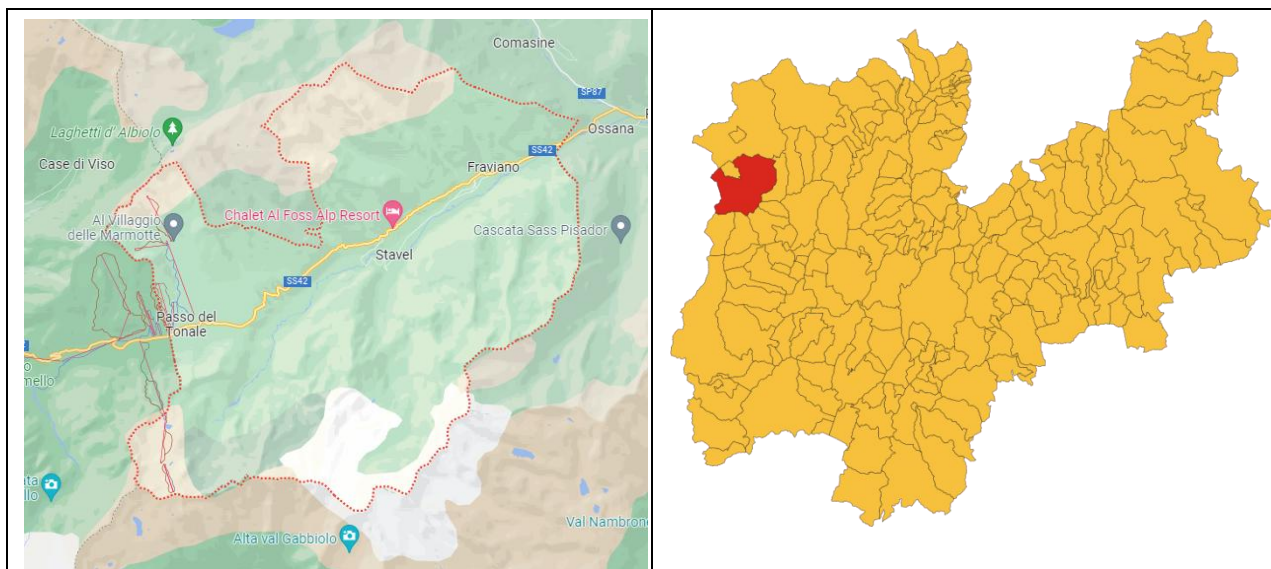 Comasine
SP87
Laghetti d' Albiolo
Ossana
SS42
Case di Viso
Fraviano
Al Villaggio
delle Marmotte
Chalet Al Foss Alp Resort
Cascata Sass Pisador
Stavel
SS42
Passo del
Tonale
Alta val Gabbiolo
Val Nambron